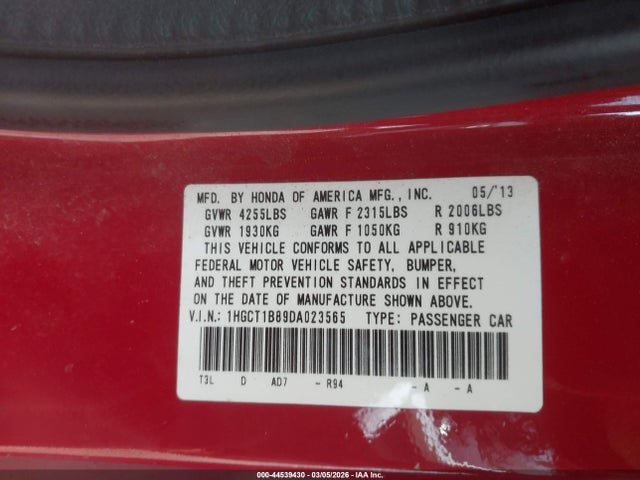 MFD. BY HONDA OF AMERICA MFG., INC. 05/'13
GVWR 4255LBS GAWR F 2315LBS R 2006LBS
GVWR 1930KG GAWR F 1050KG R 910KG
THIS VEHICLE CONFORMS TO ALL APPLICABLE
FEDERAL MOTOR VEHICLE SAFETY, BUMPER,
AND THEFT PREVENTION STANDARDS IN EFFECT
ON THE DATE OF MANUFACTURE SHOWN ABOVE.
V.I.N.: 1HGCT1B89DA023565 TYPE: PASSENGER CAR
T3L D AD7 - R94 - A - A
000-44539430 - 03/05/2026 - IAA Inc.